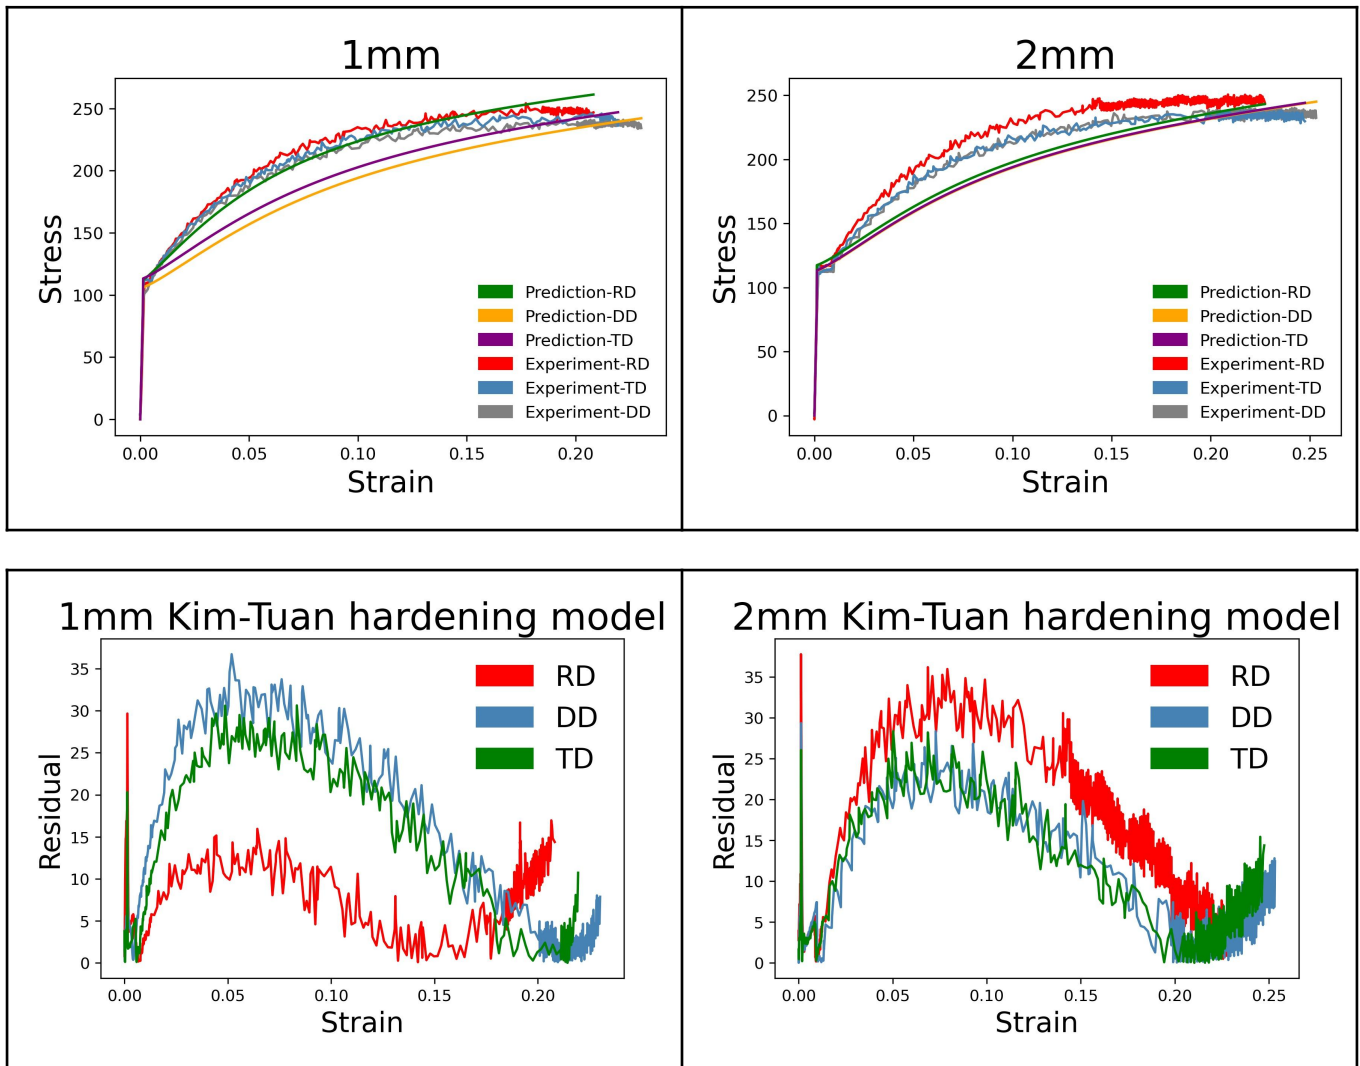 1mm
Stress
250
200
150
100
50
0
Prediction-RD
Prediction-DD
Prediction-TD
Experiment-RD
Experiment-TD
Experiment-DD
0.00 0.05 0.10 0.15 0.20
Strain
2mm
Stress
250
200
150
100
50
0
Prediction-RD
Prediction-DD
Prediction-TD
Experiment-RD
Experiment-TD
Experiment-DD
0.00 0.05 0.10 0.15 0.20 0.25
Strain
1mm Kim-Tuan hardening model
Residual
35
30
25
20
15
10
5
0
RD
DD
TD
0.00 0.05 0.10 0.15 0.20
Strain
2mm Kim-Tuan hardening model
Residual
35
30
25
20
15
10
5
0
RD
DD
TD
0.00 0.05 0.10 0.15 0.20 0.25
Strain